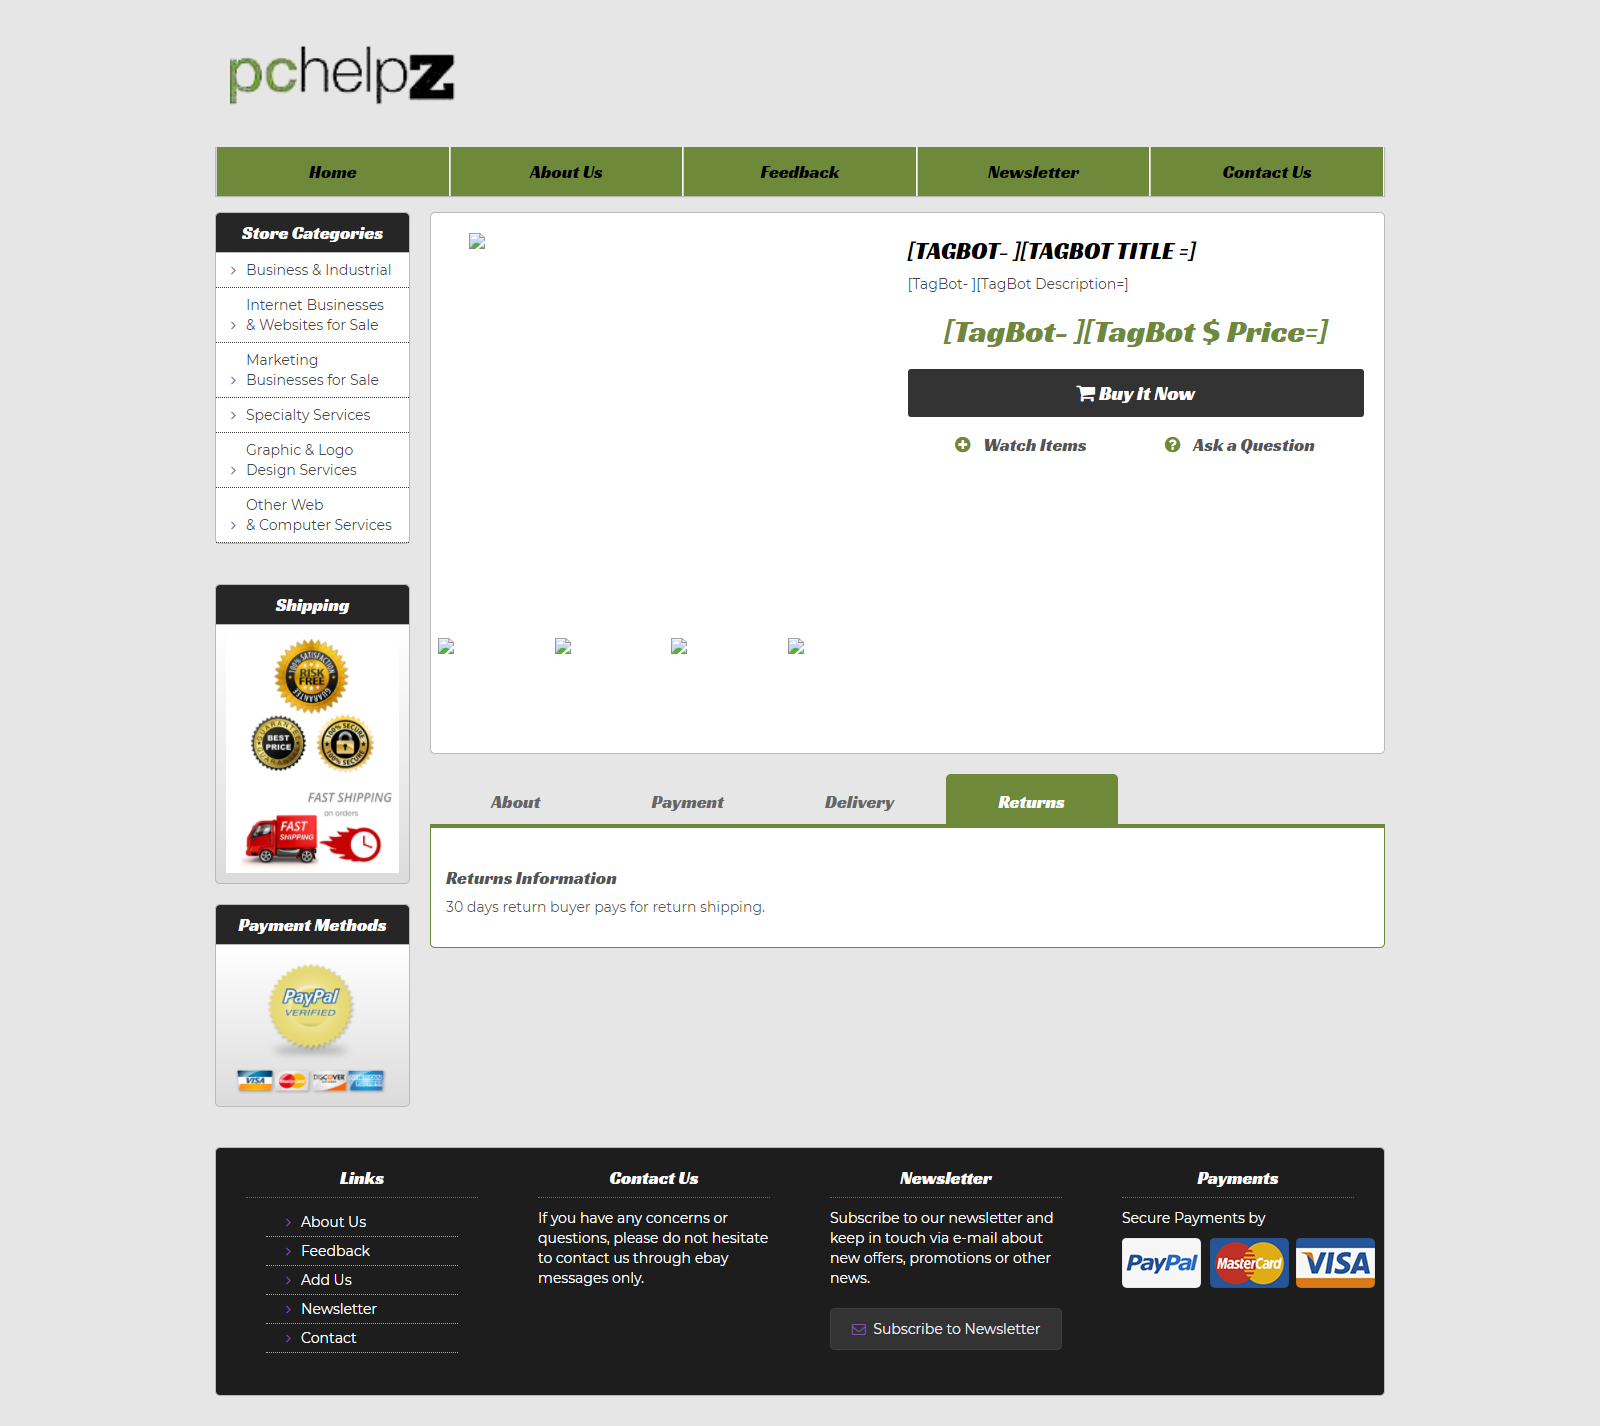 pchelpz
Home
About Us
Feedback
Newsletter
Contact Us
Store Categories
Business & Industrial
Internet Businesses
& Websites for Sale
Marketing
Businesses for Sale
Specialty Services
Graphic & Logo
Design Services
Other Web
& Computer Services
Shipping
100% SATISFACTION
RISK
FREE
GUARANTEE
GUARANTEE
BEST
PRICE
GUARANTEE
100% SECURE
100% SECURE
FAST SHIPPING
on orders
FAST
SHIPPING
Payment Methods
PayPal
VERIFIED
VISA
MasterCard
DISCOVER
[TAGBOT- ][TAGBOT TITLE =]
[TagBot- ][TagBot Description=]
[TagBot- ][TagBot $ Price=]
Buy it Now
Watch Items
Ask a Question
About
Payment
Delivery
Returns
Returns Information
30 days return buyer pays for return shipping.
Links
About Us
Feedback
Add Us
Newsletter
Contact
Contact Us
If you have any concerns or
questions, please do not hesitate
to contact us through ebay
messages only.
Newsletter
Subscribe to our newsletter and
keep in touch via e-mail about
new offers, promotions or other
news.
Subscribe to Newsletter
Payments
Secure Payments by
PayPal
MasterCard
VISA